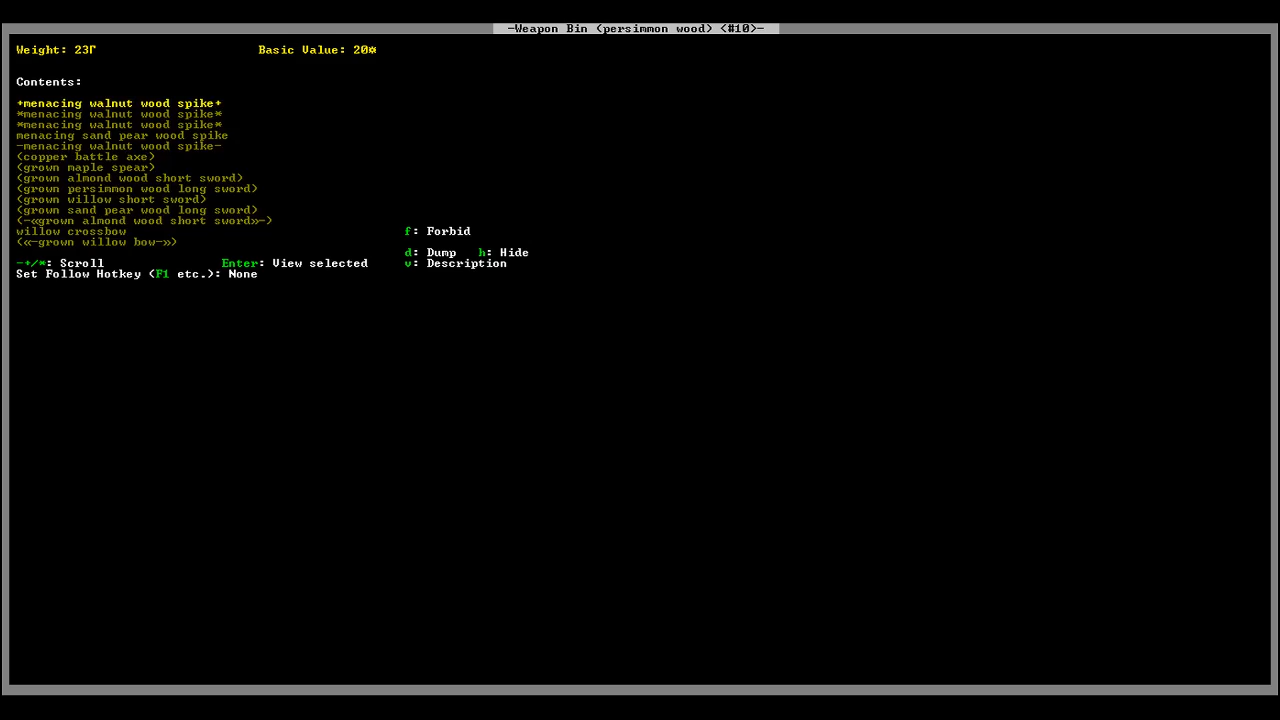 -Weapon Bin (persimmon wood) <#10>-
Weight: 23Γ Basic Value: 20☼
Contents:
+menacing walnut wood spike+
*menacing walnut wood spike*
*menacing walnut wood spike*
menacing sand pear wood spike
-menacing walnut wood spike-
(copper battle axe)
(grown maple spear)
(grown almond wood short sword)
(grown persimmon wood long sword)
(grown willow short sword)
(grown sand pear wood long sword)
(-«grown almond wood short sword»-)
willow crossbow f: Forbid
(«-grown willow bow-»)
d: Dump h: Hide
-+/*: Scroll Enter: View selected v: Description
Set Follow Hotkey (F1 etc.): None